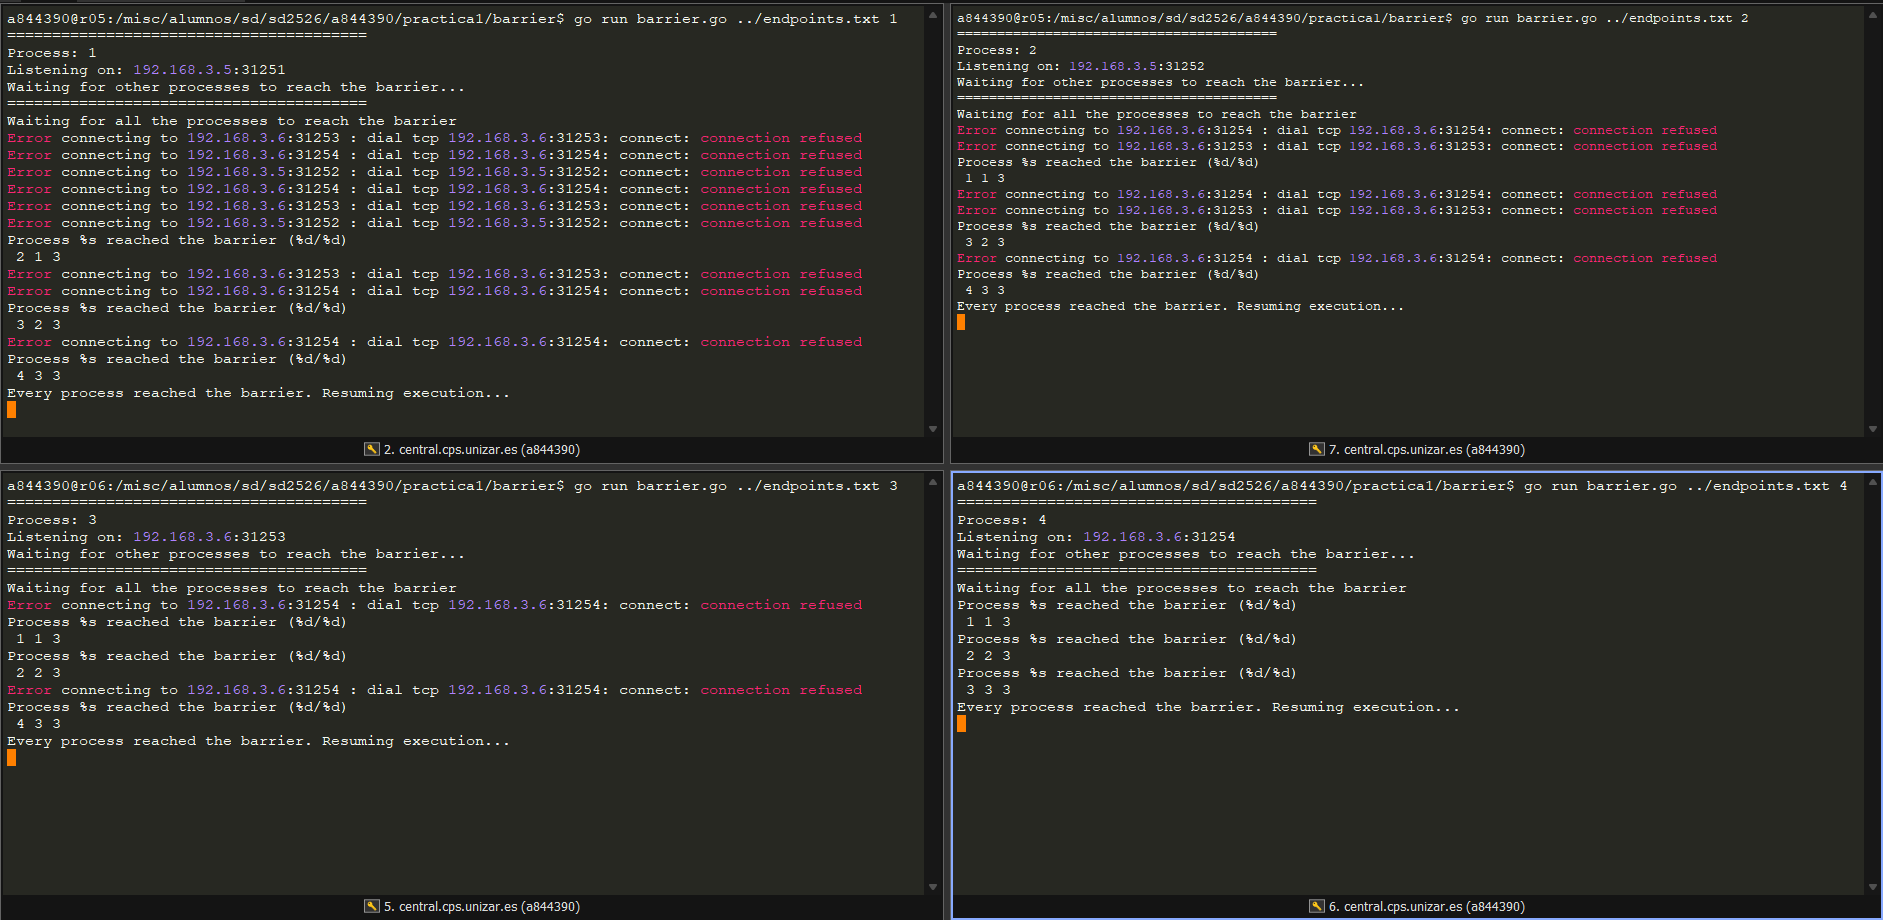 a844390@r05:/misc/alumnos/sd/sd2526/a844390/practica1/barrier$ go run barrier.go ../endpoints.txt 1
========================================
Process: 1
Listening on: 192.168.3.5:31251
Waiting for other processes to reach the barrier...
========================================
Waiting for all the processes to reach the barrier
Error connecting to 192.168.3.6:31253 : dial tcp 192.168.3.6:31253: connect: connection refused
Error connecting to 192.168.3.6:31254 : dial tcp 192.168.3.6:31254: connect: connection refused
Error connecting to 192.168.3.5:31252 : dial tcp 192.168.3.5:31252: connect: connection refused
Error connecting to 192.168.3.6:31254 : dial tcp 192.168.3.6:31254: connect: connection refused
Error connecting to 192.168.3.6:31253 : dial tcp 192.168.3.6:31253: connect: connection refused
Error connecting to 192.168.3.5:31252 : dial tcp 192.168.3.5:31252: connect: connection refused
Process %s reached the barrier (%d/%d)
2 1 3
Error connecting to 192.168.3.6:31253 : dial tcp 192.168.3.6:31253: connect: connection refused
Error connecting to 192.168.3.6:31254 : dial tcp 192.168.3.6:31254: connect: connection refused
Process %s reached the barrier (%d/%d)
3 2 3
Error connecting to 192.168.3.6:31254 : dial tcp 192.168.3.6:31254: connect: connection refused
Process %s reached the barrier (%d/%d)
4 3 3
Every process reached the barrier. Resuming execution...
2. central.cps.unizar.es (a844390)
a844390@r05:/misc/alumnos/sd/sd2526/a844390/practica1/barrier$ go run barrier.go ../endpoints.txt 2
========================================
Process: 2
Listening on: 192.168.3.5:31252
Waiting for other processes to reach the barrier...
========================================
Waiting for all the processes to reach the barrier
Error connecting to 192.168.3.6:31254 : dial tcp 192.168.3.6:31254: connect: connection refused
Error connecting to 192.168.3.6:31253 : dial tcp 192.168.3.6:31253: connect: connection refused
Process %s reached the barrier (%d/%d)
1 1 3
Error connecting to 192.168.3.6:31254 : dial tcp 192.168.3.6:31254: connect: connection refused
Error connecting to 192.168.3.6:31253 : dial tcp 192.168.3.6:31253: connect: connection refused
Process %s reached the barrier (%d/%d)
3 2 3
Error connecting to 192.168.3.6:31254 : dial tcp 192.168.3.6:31254: connect: connection refused
Process %s reached the barrier (%d/%d)
4 3 3
Every process reached the barrier. Resuming execution...
7. central.cps.unizar.es (a844390)
a844390@r06:/misc/alumnos/sd/sd2526/a844390/practica1/barrier$ go run barrier.go ../endpoints.txt 3
========================================
Process: 3
Listening on: 192.168.3.6:31253
Waiting for other processes to reach the barrier...
========================================
Waiting for all the processes to reach the barrier
Error connecting to 192.168.3.6:31254 : dial tcp 192.168.3.6:31254: connect: connection refused
Process %s reached the barrier (%d/%d)
1 1 3
Process %s reached the barrier (%d/%d)
2 2 3
Error connecting to 192.168.3.6:31254 : dial tcp 192.168.3.6:31254: connect: connection refused
Process %s reached the barrier (%d/%d)
4 3 3
Every process reached the barrier. Resuming execution...
5. central.cps.unizar.es (a844390)
a844390@r06:/misc/alumnos/sd/sd2526/a844390/practica1/barrier$ go run barrier.go ../endpoints.txt 4
========================================
Process: 4
Listening on: 192.168.3.6:31254
Waiting for other processes to reach the barrier...
========================================
Waiting for all the processes to reach the barrier
Process %s reached the barrier (%d/%d)
1 1 3
Process %s reached the barrier (%d/%d)
2 2 3
Process %s reached the barrier (%d/%d)
3 3 3
Every process reached the barrier. Resuming execution...
6. central.cps.unizar.es (a844390)